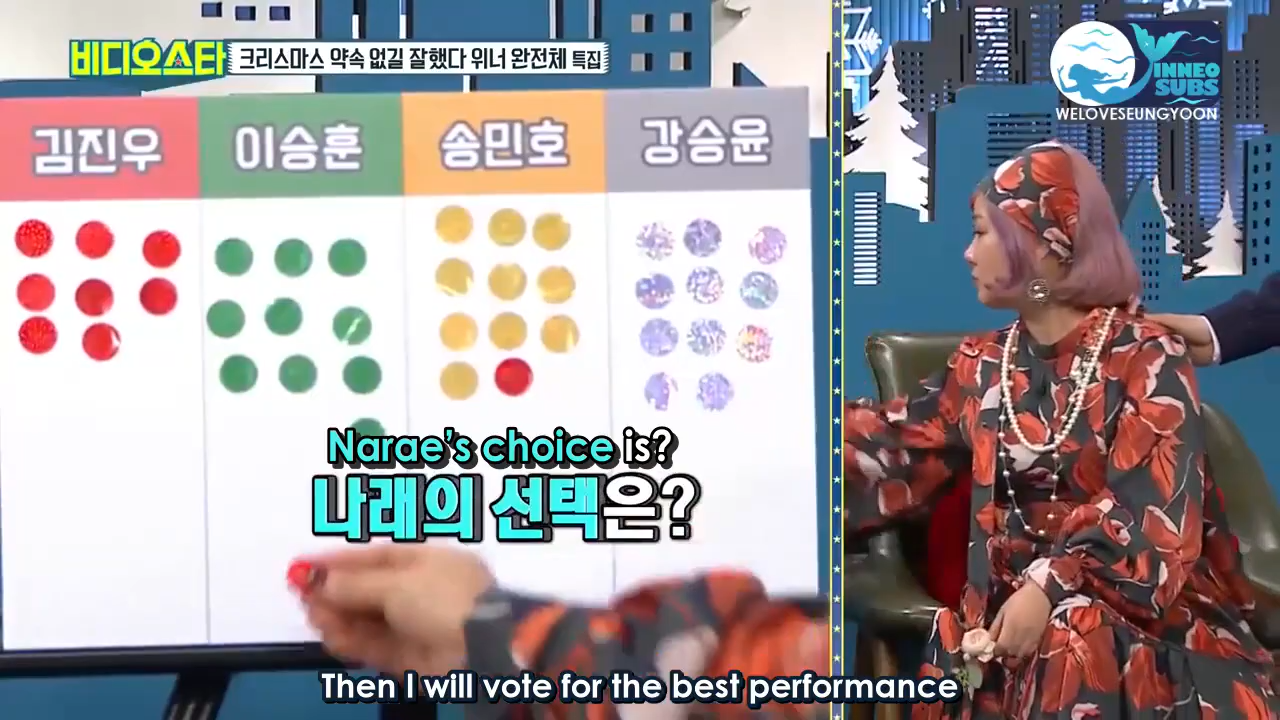 비디오스타
크리스마스 약속 없길 잘했다 위너 완전체 특집
INNEO
SUBS
WELOVESEUNGYOON
김진우
이승훈
송민호
강승윤
Narae's choice is?
나래의 선택은?
Then I will vote for the best performance